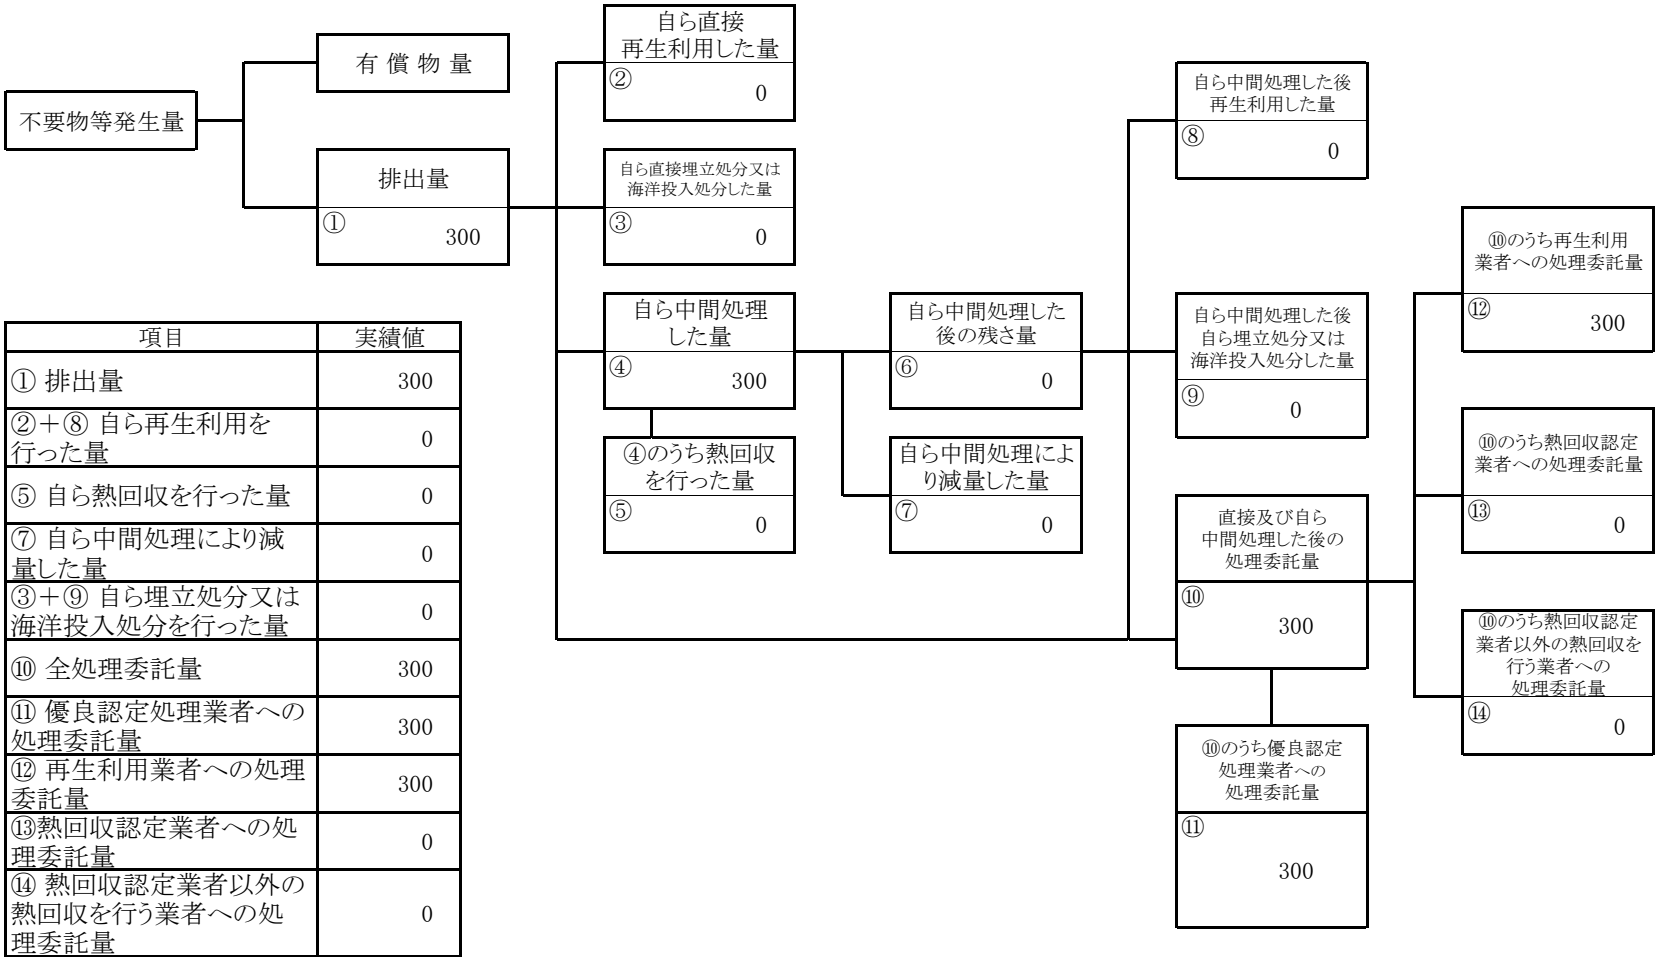 不要物等発生量
有 償 物 量
排出量
①
300
自ら直接
再生利用した量
②
0
自ら直接埋立処分又は
海洋投入処分した量
③
0
自ら中間処理
した量
④
300
④のうち熱回収
を行った量
⑤
0
自ら中間処理した
後の残さ量
⑥
0
自ら中間処理によ
り減量した量
⑦
0
自ら中間処理した後
再生利用した量
⑧
0
自ら中間処理した後
自ら埋立処分又は
海洋投入処分した量
⑨
0
直接及び自ら
中間処理した後の
処理委託量
⑩
300
⑩のうち優良認定
処理業者への
処理委託量
⑪
300
⑩のうち再生利用
業者への処理委託量
⑫
300
⑩のうち熱回収認定
業者への処理委託量
⑬
0
⑩のうち熱回収認定
業者以外の熱回収を
行う業者への
処理委託量
⑭
0
項目 実績値
① 排出量 300
②＋⑧ 自ら再生利用を
行った量 0
⑤ 自ら熱回収を行った量 0
⑦ 自ら中間処理により減
量した量 0
③＋⑨ 自ら埋立処分又は
海洋投入処分を行った量 0
⑩ 全処理委託量 300
⑪ 優良認定処理業者への
処理委託量 300
⑫ 再生利用業者への処理
委託量 300
⑬熱回収認定業者への処
理委託量 0
⑭ 熱回収認定業者以外の
熱回収を行う業者への処
理委託量 0